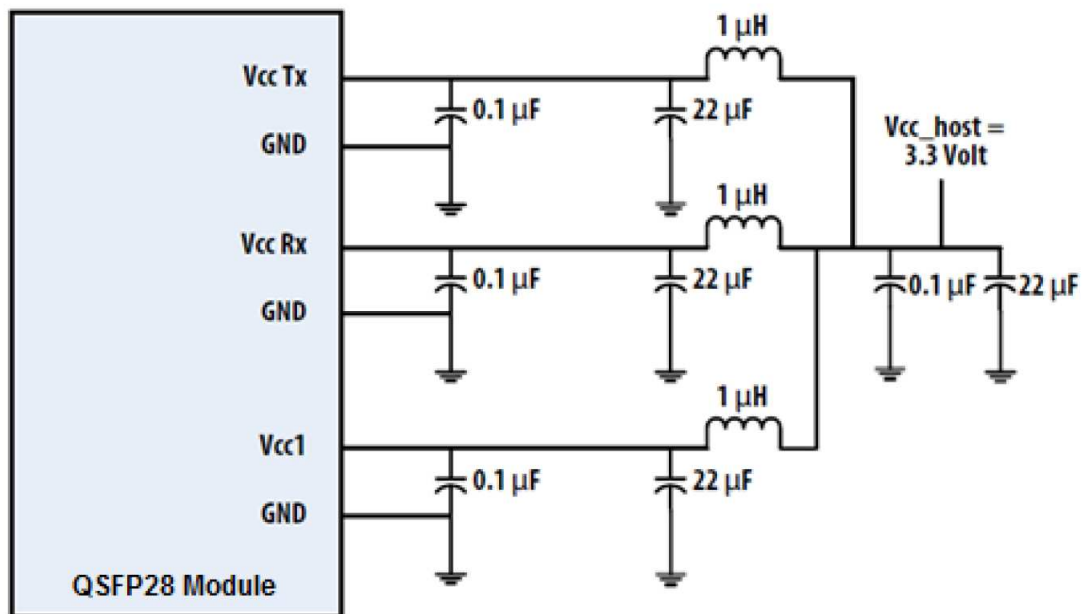 1 μH
Vcc Tx
0.1 μF
22 μF
GND
Vcc_host =
3.3 Volt
1 μH
Vcc Rx
0.1 μF
22 μF
0.1 μF
22 μF
GND
1 μH
Vcc1
0.1 μF
22 μF
GND
QSFP28 Module